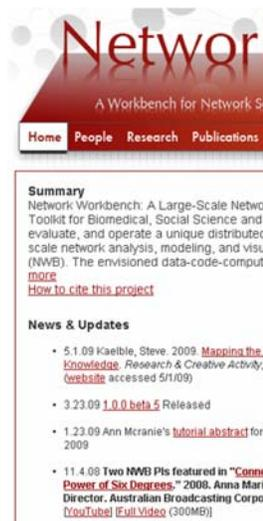 Networ
A Workbench for Network S
Home People Research Publications
Summary
Network Workbench: A Large-Scale Netwo
Toolkit for Biomedical, Social Science and
evaluate, and operate a unique distributed
scale network analysis, modeling, and visu
(NWB). The envisioned data-code-comput
more
How to cite this project
News & Updates
• 5.1.09 Kaelble, Steve. 2009. Mapping the
Knowledge. Research & Creative Activity,
(website accessed 5/1/09)
• 3.23.09 1.0.0 beta 5 Released
• 1.23.09 Ann Mcranie's tutorial abstract for
2009
• 11.4.08 Two NWB PIs featured in "Conne
Power of Six Degrees." 2008. Anna Mari
Director. Australian Broadcasting Corpo
[YouTube] [Full Video (300MB)]